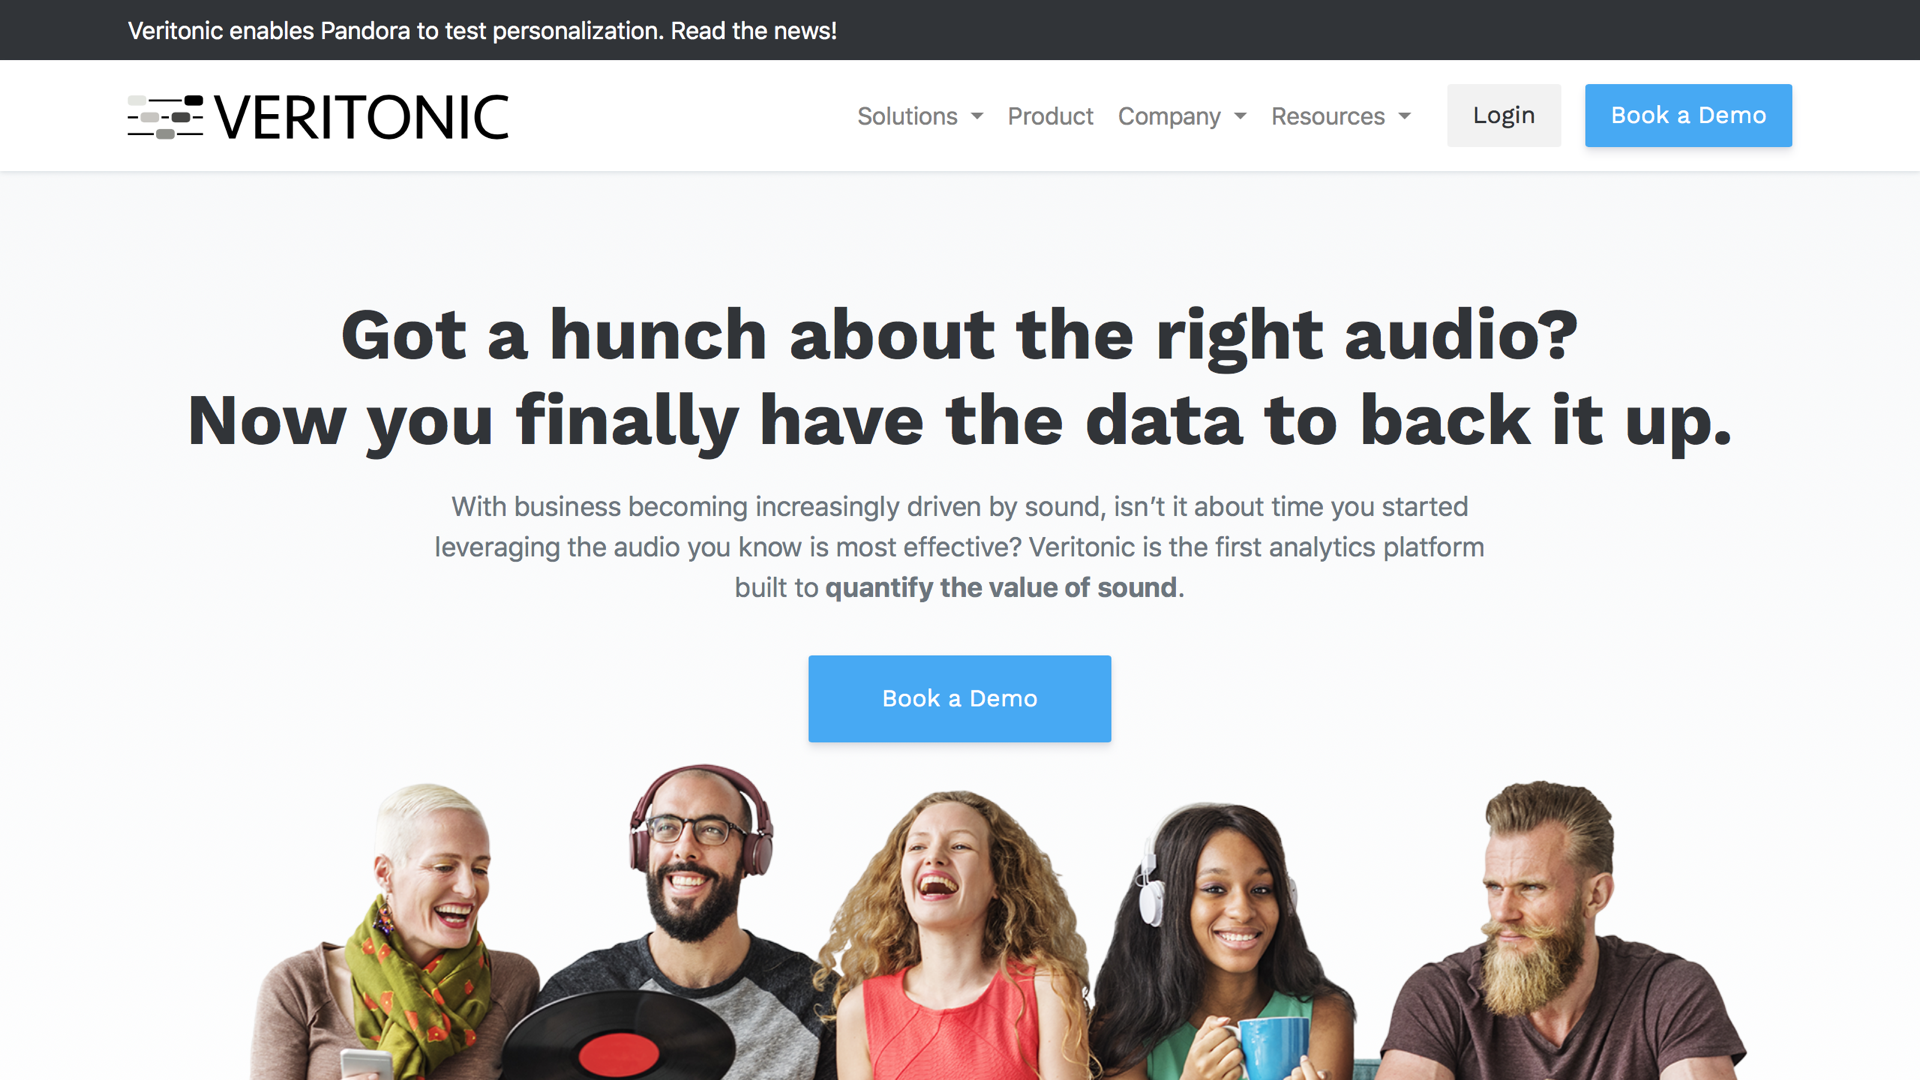 Veritonic enables Pandora to test personalization. Read the news!
VERITONIC
Solutions Product Company Resources Login Book a Demo
Got a hunch about the right audio?
Now you finally have the data to back it up.
With business becoming increasingly driven by sound, isn’t it about time you started
leveraging the audio you know is most effective? Veritonic is the first analytics platform
built to quantify the value of sound.
Book a Demo